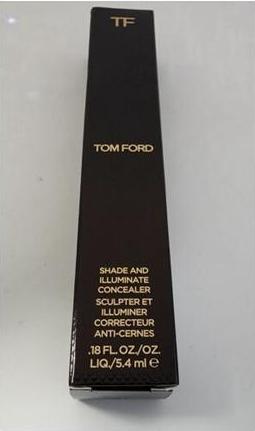 TF
TOM FORD
SHADE AND
ILLUMINATE
CONCEALER
SCULPTER ET
ILLUMINER
CORRECTEUR
ANTI-CERNES
.18 FL.OZ./OZ.
LIQ./5.4 ml ℮